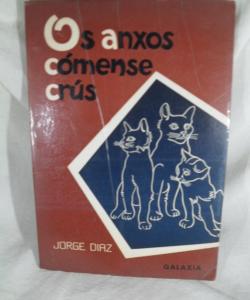 Os anxos
cómense
crús
JORGE DIAZ
GALAXIA